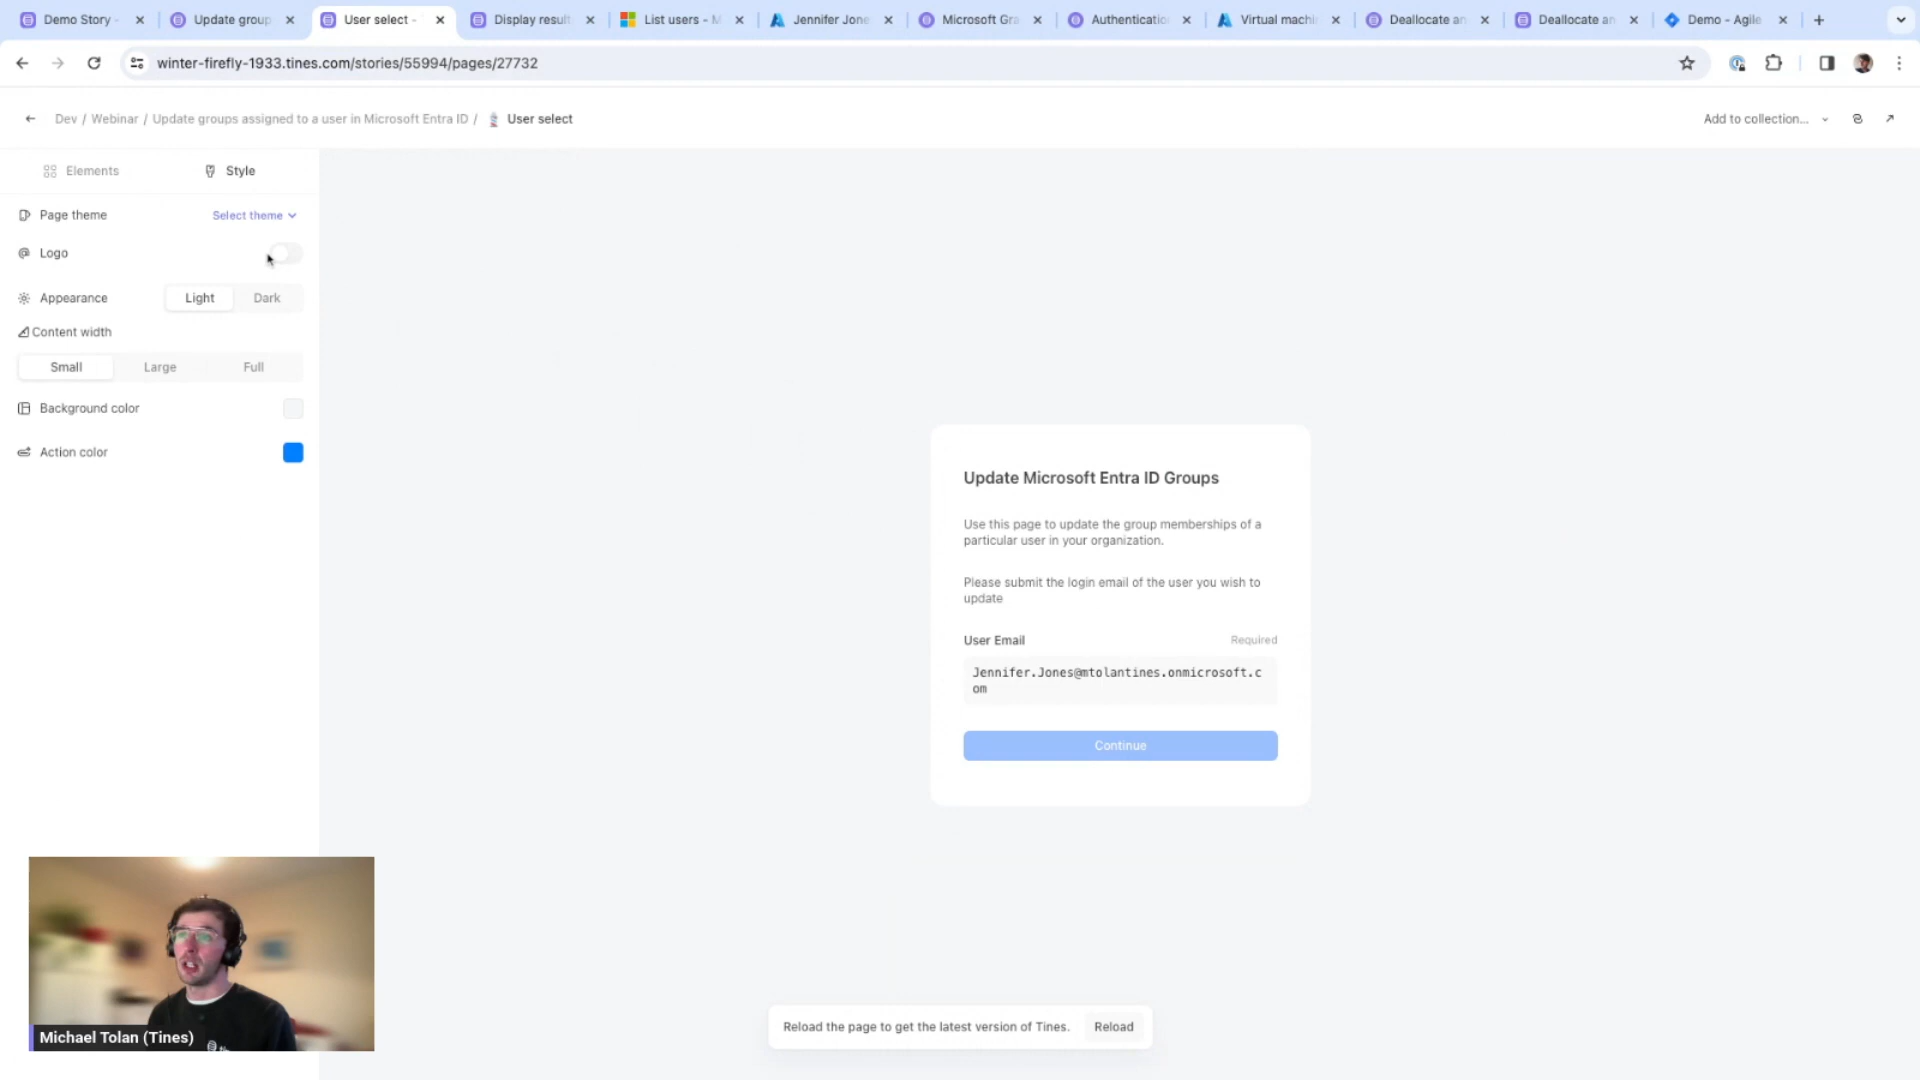 Demo Story -
Update group
User select -
Display result
List users - M
Jennifer Jone
Microsoft Gra
Authenticatio
Virtual machi
Deallocate an
Deallocate an
Demo - Agile
winter-firefly-1933.tines.com/stories/55994/pages/27732
Dev / Webinar / Update groups assigned to a user in Microsoft Entra ID / User select
Add to collection...
Elements
Style
Page theme
Select theme
Logo
Appearance
Light
Dark
Content width
Small
Large
Full
Background color
Action color
Update Microsoft Entra ID Groups
Use this page to update the group memberships of a
particular user in your organization.
Please submit the login email of the user you wish to
update
User Email
Required
Jennifer.Jones@mtolantines.onmicrosoft.c
om
Continue
Michael Tolan (Tines)
Reload the page to get the latest version of Tines.
Reload